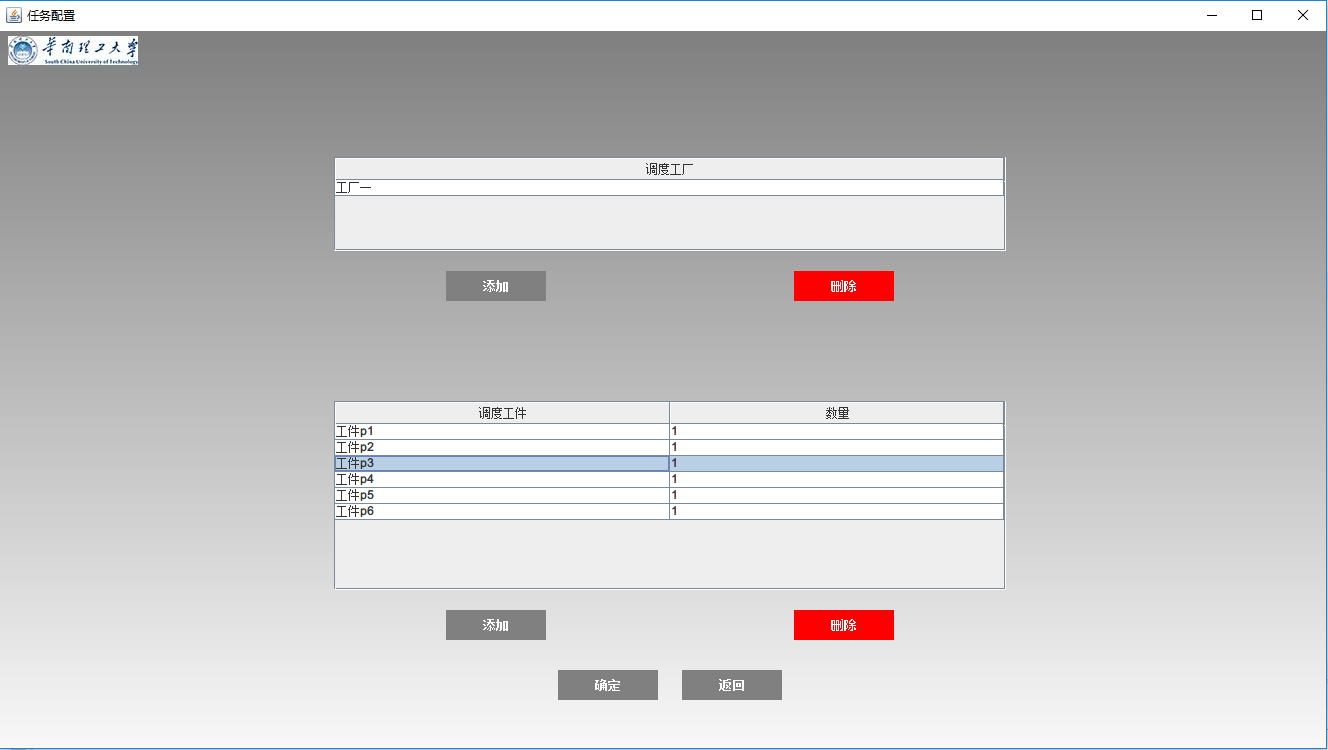 任务配置
华南理工大学
South China University of Technology
调度工厂
工厂一
添加 删除
调度工件 数量
工件p1 1
工件p2 1
工件p3 1
工件p4 1
工件p5 1
工件p6 1
添加 删除
确定 返回